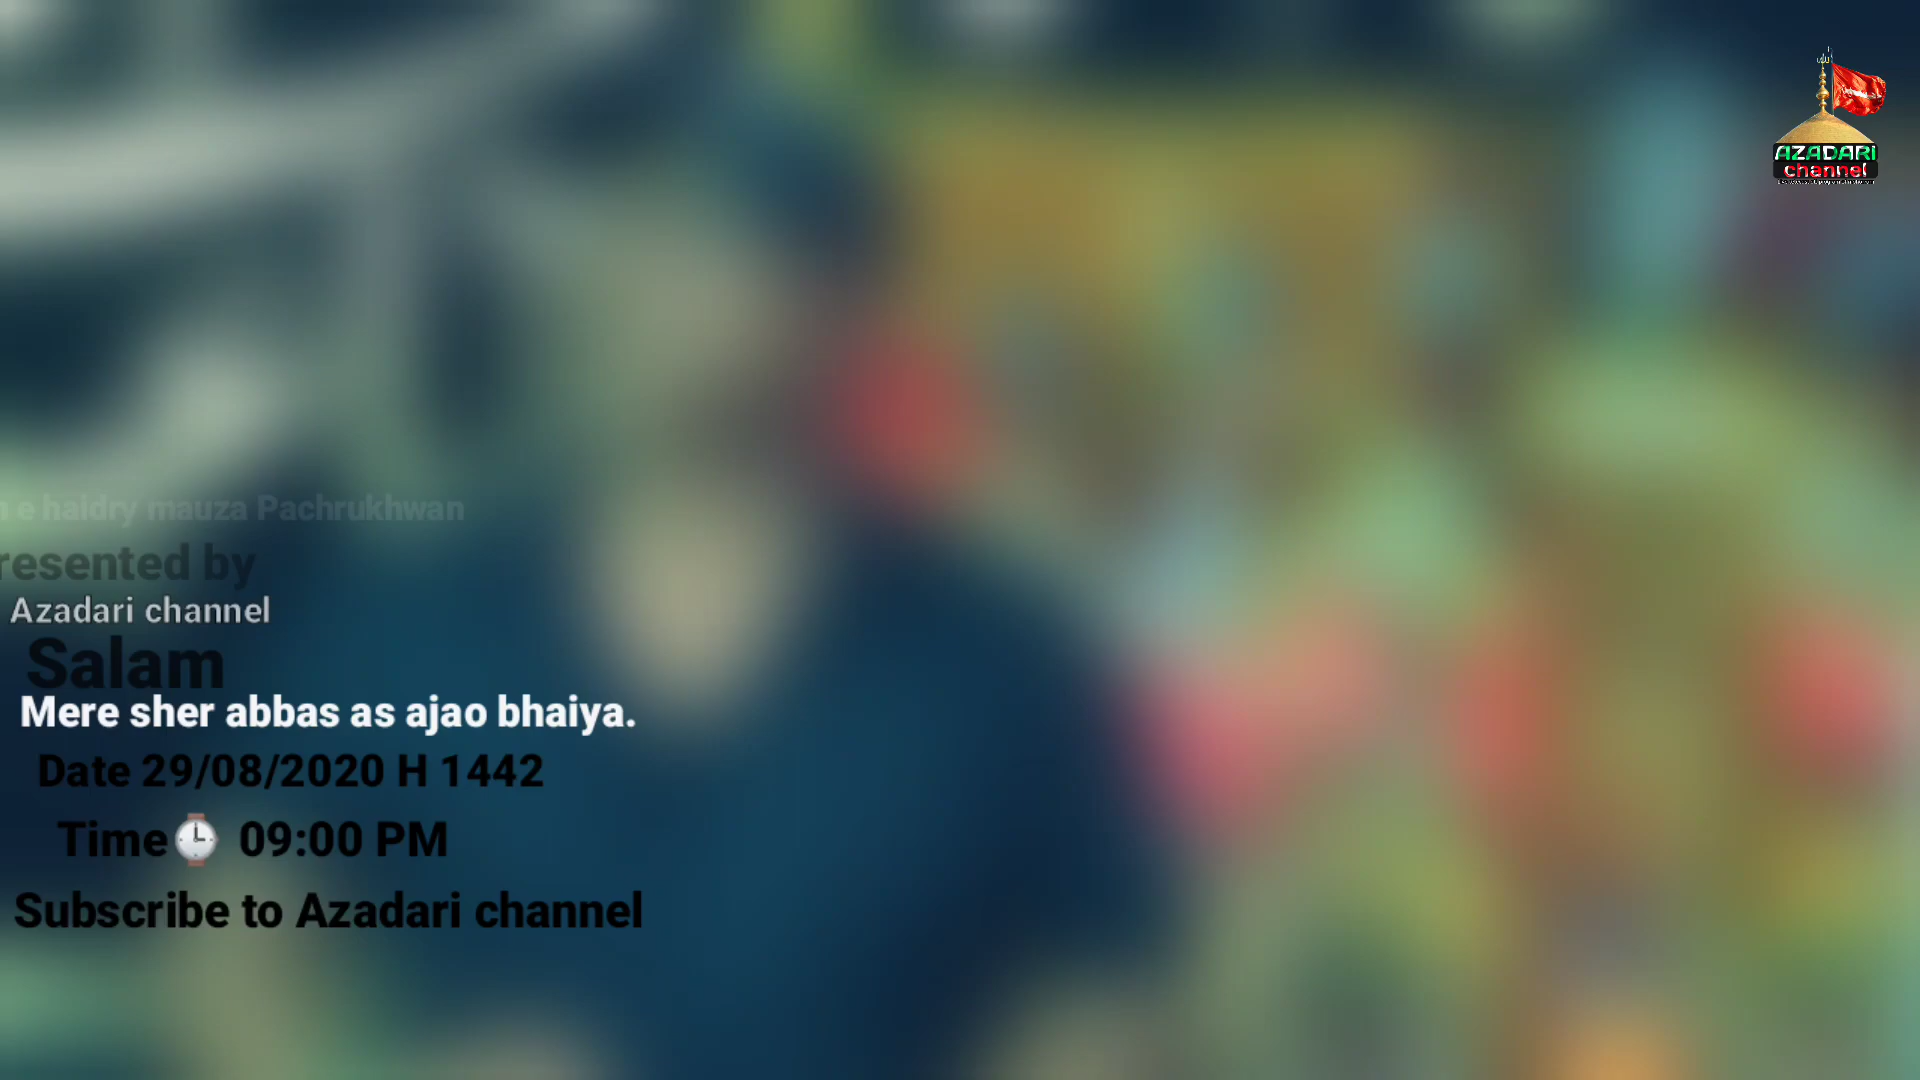 e haidry mauza Pachrukhwan
resented by
Azadari channel
Salam
Mere sher abbas as ajao bhaiya.
Date 29/08/2020 H 1442
Time 09:00 PM
Subscribe to Azadari channel
AZADARi
channel